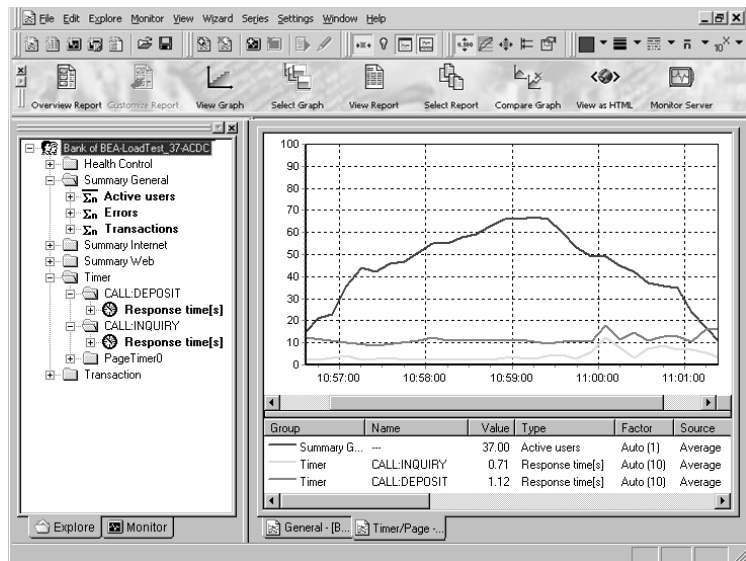 File Edit Explore Monitor View Wizard Series Settings Window Help
Overview Report Customize Report View Graph Select Graph View Report Select Report Compare Graph View as HTML Monitor Server
Bank of BEA-LoadTest_37-ACDC
Health Control
Summary General
Σn Active users
Σn Errors
Σn Transactions
Summary Internet
Summary Web
Timer
CALL:DEPOSIT
Response time[s]
CALL:INQUIRY
Response time[s]
PageTimer0
Transaction
Explore Monitor
100
90
80
70
60
50
40
30
20
10
0
10:57:00 10:58:00 10:59:00 11:00:00 11:01:00
Group Name Value Type Factor Source
Summary G... --- 37.00 Active users Auto (1) Average
Timer CALL:INQUIRY 0.71 Response time[s] Auto (10) Average
Timer CALL:DEPOSIT 1.12 Response time[s] Auto (10) Average
General - [B... Timer/Page -...